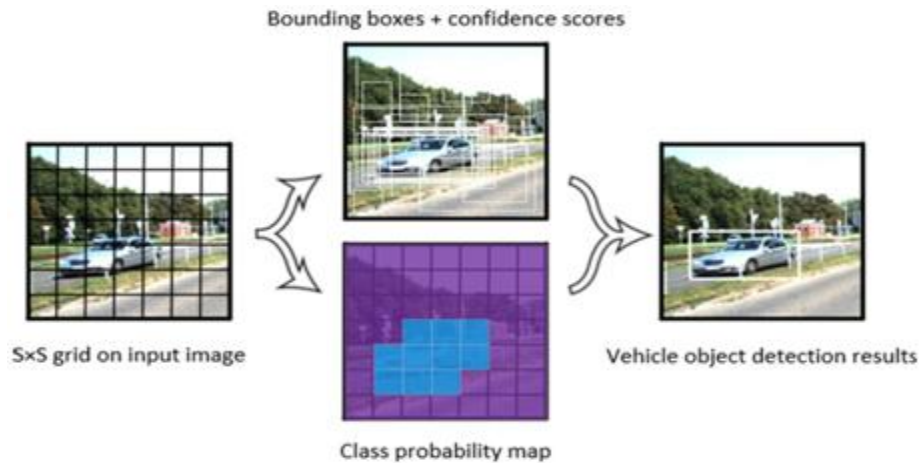 Bounding boxes + confidence scores
S×S grid on input image
Vehicle object detection results
Class probability map